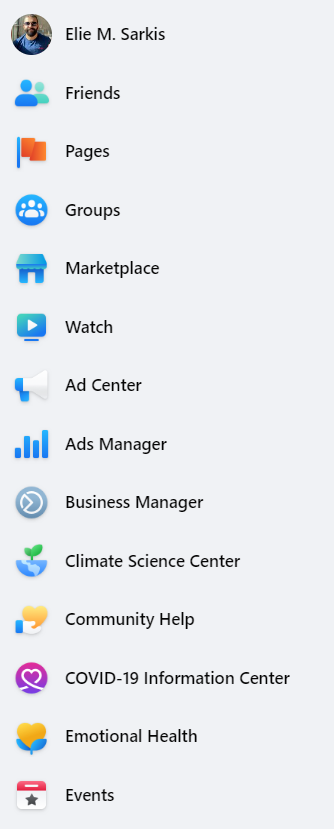 Elie M. Sarkis
Friends
Pages
Groups
Marketplace
Watch
Ad Center
Ads Manager
Business Manager
Climate Science Center
Community Help
COVID-19 Information Center
Emotional Health
Events